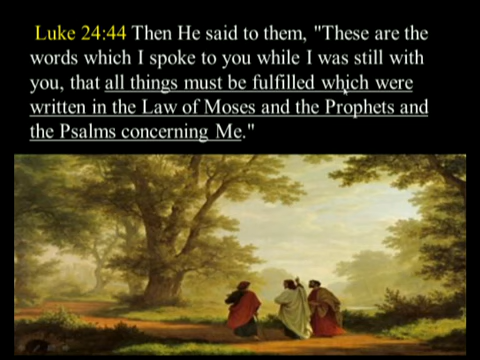 Luke 24:44 Then He said to them, "These are the
words which I spoke to you while I was still with
you, that all things must be fulfilled which were
written in the Law of Moses and the Prophets and
the Psalms concerning Me."